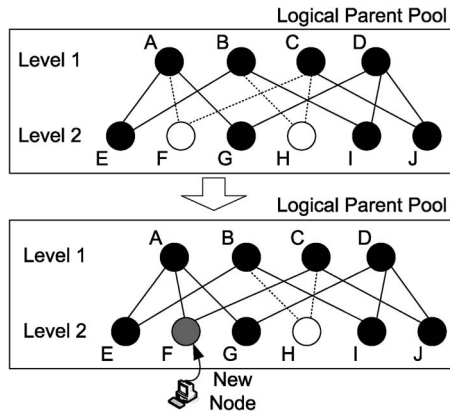 Logical Parent Pool
A B C D
Level 1
Level 2
E F G H I J
Logical Parent Pool
A B C D
Level 1
Level 2
E F G H I J
New
Node